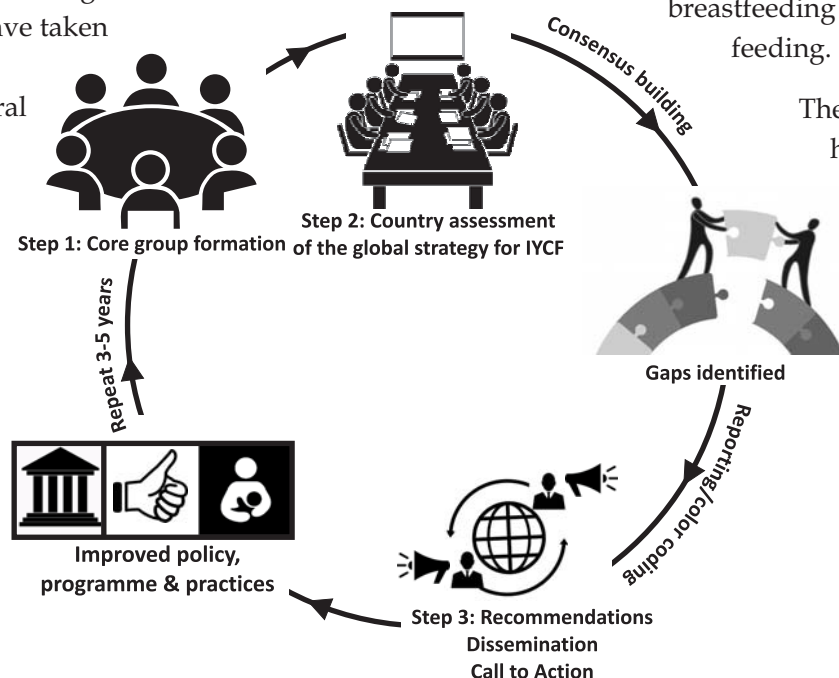 ve taken
ral
breastfeeding
feeding.
The
Consensus building
Step 1: Core group formation
Step 2: Country assessment
of the global strategy for IYCF
Gaps identified
Reporting/color coding
Step 3: Recommendations
Dissemination
Call to Action
Improved policy,
programme & practices
Repeat 3-5 years